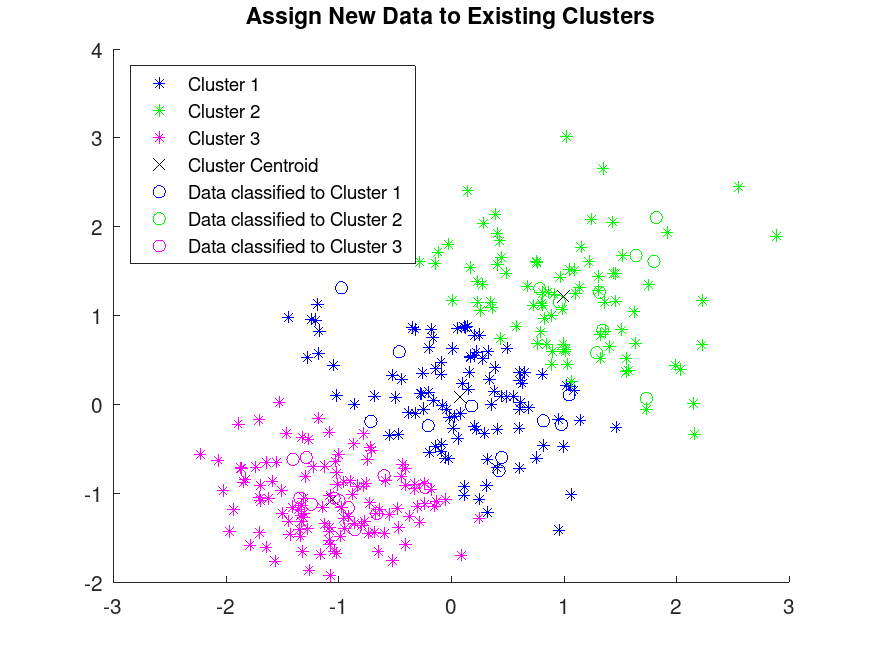 Assign New Data to Existing Clusters
4
3
2
1
0
-1
-2
-3
-2
-1
0
1
2
3
Cluster 1
Cluster 2
Cluster 3
Cluster Centroid
Data classified to Cluster 1
Data classified to Cluster 2
Data classified to Cluster 3